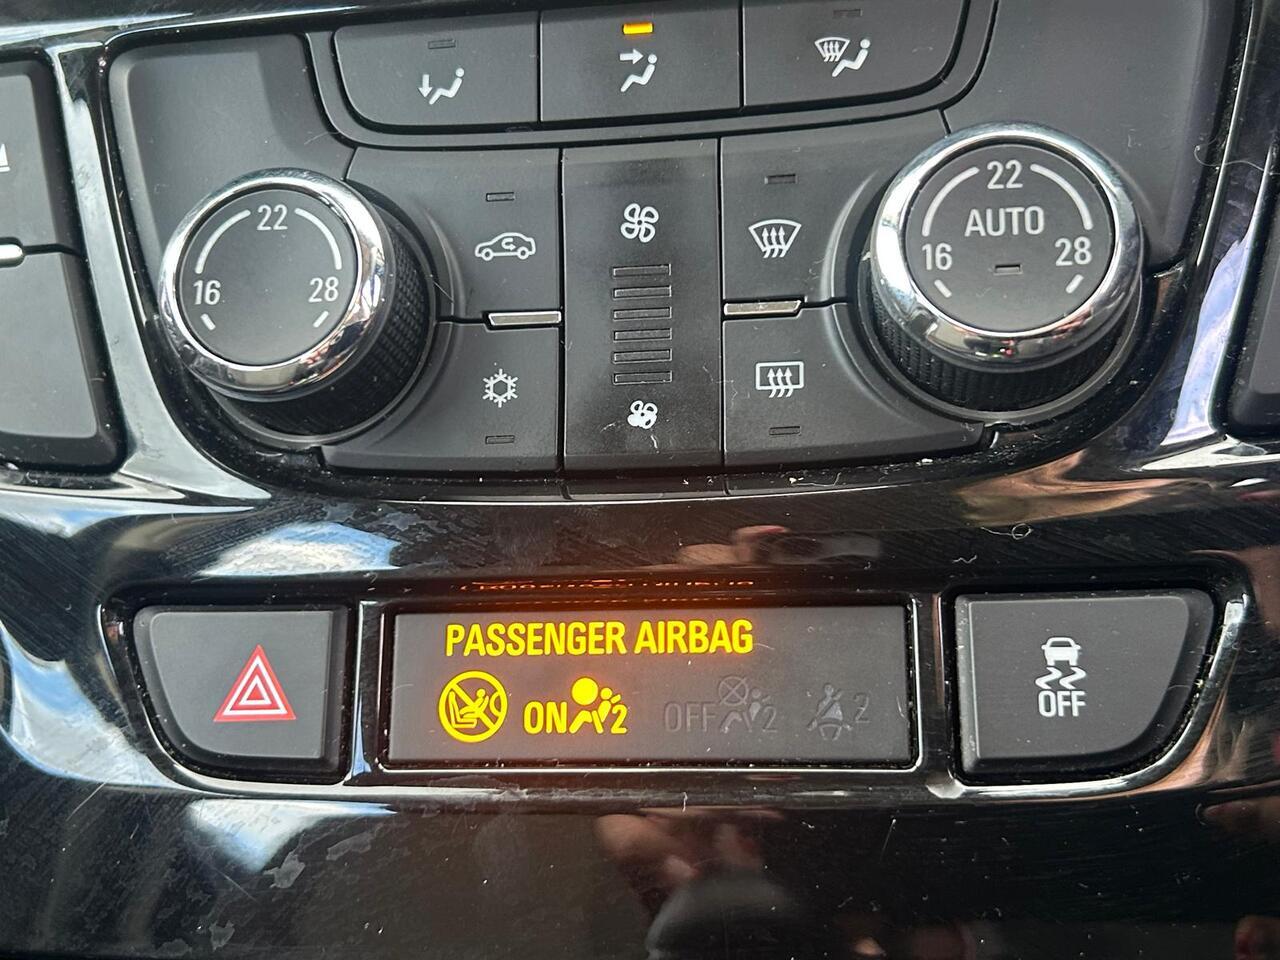 22
16
28
22
AUTO
16
28
PASSENGER AIRBAG
ON 2
OFF 2
2
OFF